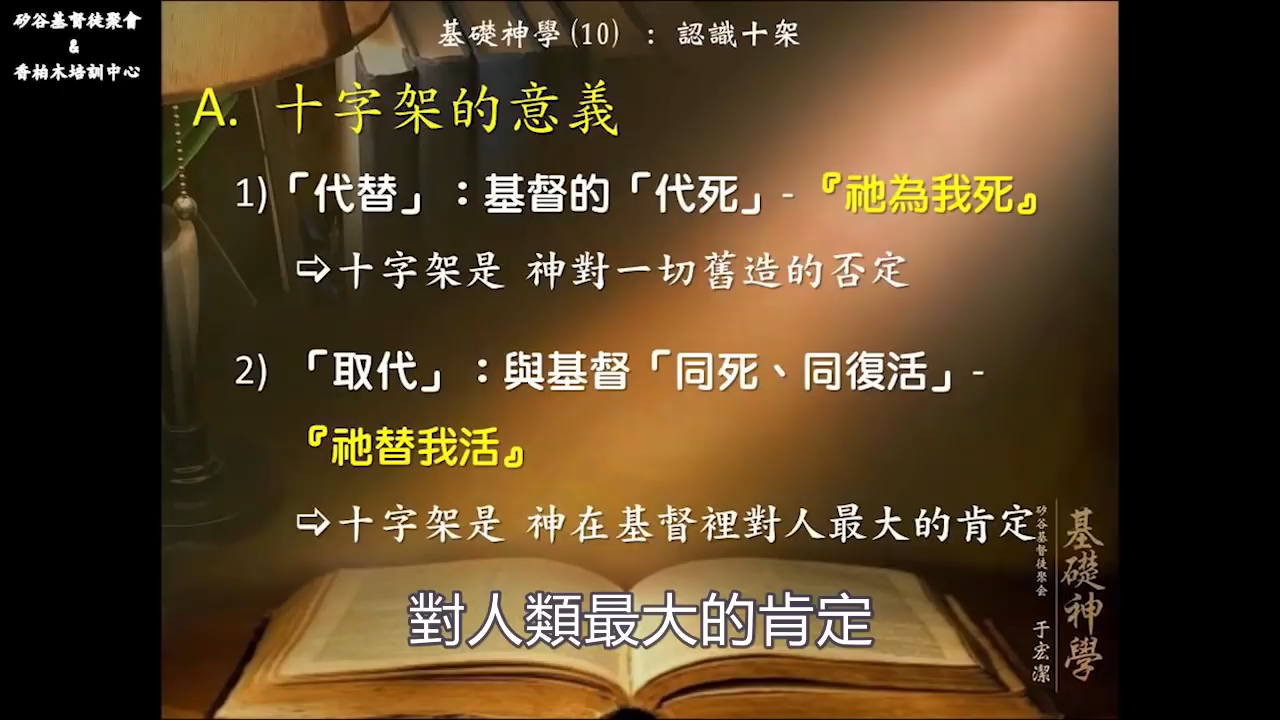 矽谷基督徒聚會
&
香柏木培訓中心
基礎神學(10) : 認識十架
A. 十字架的意義
1)「代替」：基督的「代死」-『祂為我死』
⇨十字架是 神對一切舊造的否定
2) 「取代」：與基督「同死、同復活」-
『祂替我活』
⇨十字架是 神在基督裡對人最大的肯定
對人類最大的肯定
基礎神學
矽谷基督徒聚会 于宏潔